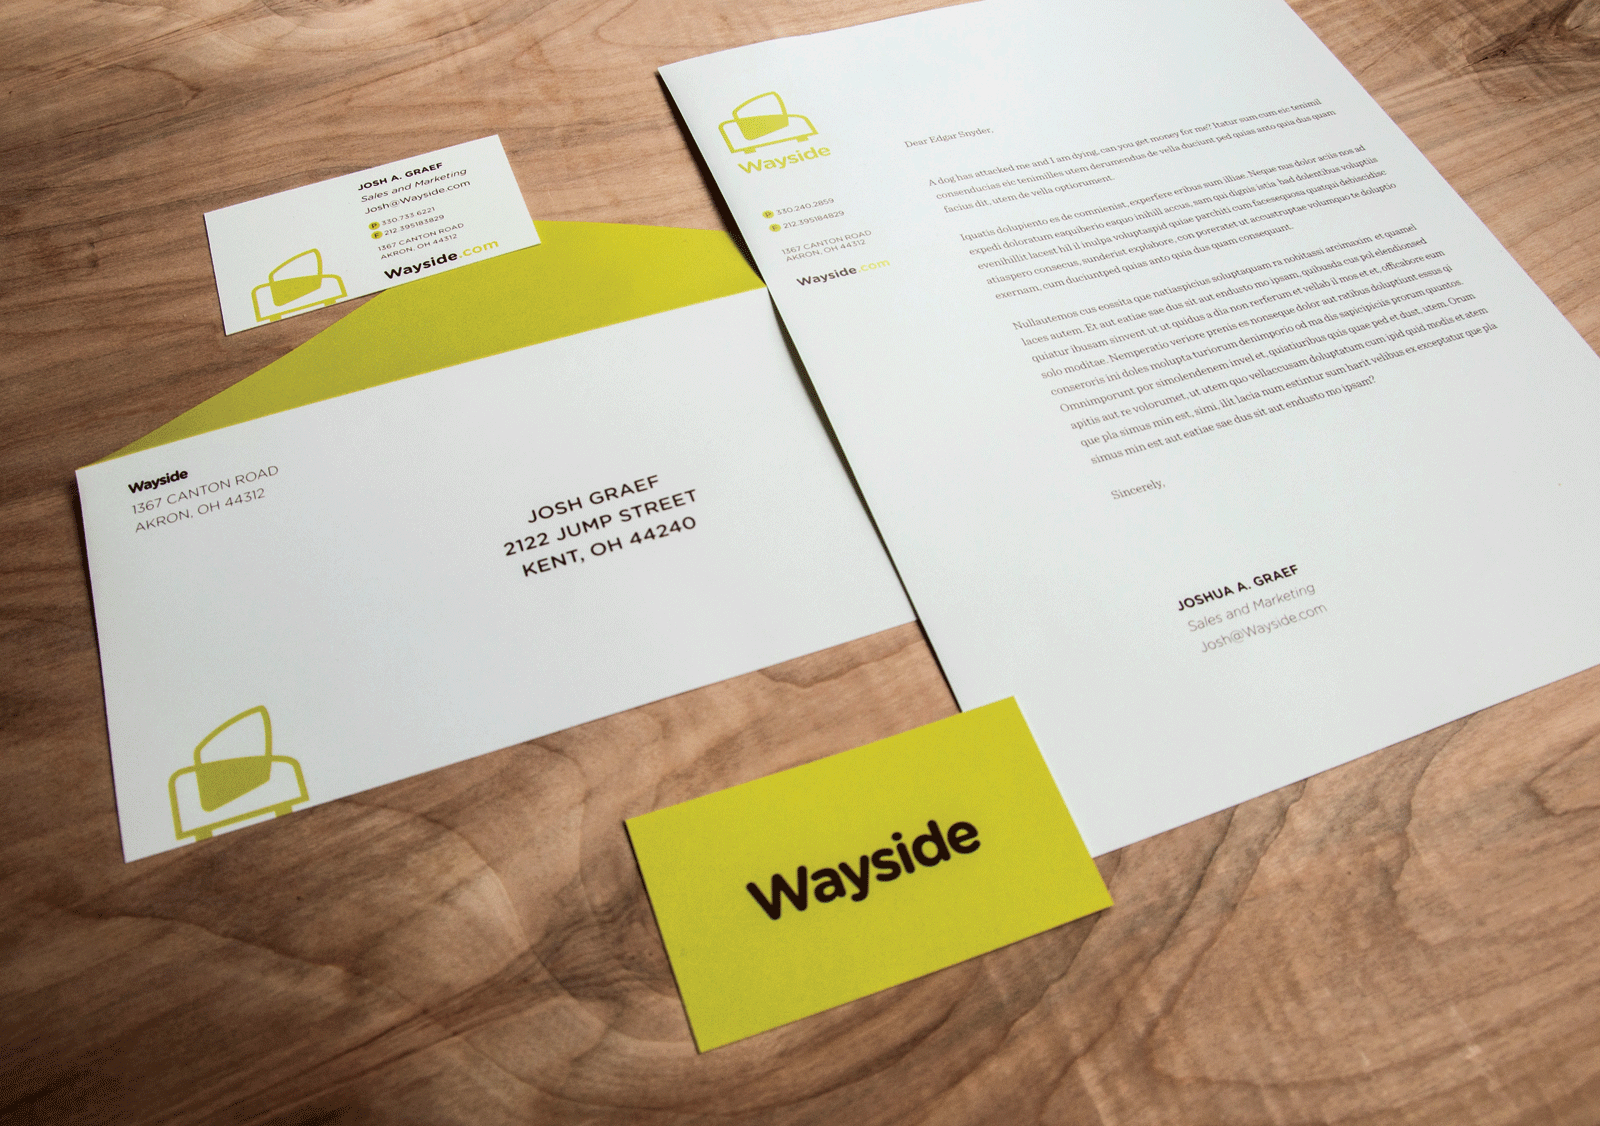 JOSH A. GRAEF
Sales and Marketing
Josh@Wayside.com
P 330.733.6221
F 212.395183829
1367 CANTON ROAD
AKRON, OH 44312
Wayside.com
Wayside
1367 CANTON ROAD
AKRON, OH 44312
JOSH GRAEF
2122 JUMP STREET
KENT, OH 44240
Wayside
P 330.240.2859
F 212.395184829
1367 CANTON ROAD
AKRON, OH 44312
Wayside.com
Dear Edgar Snyder,
A dog has attacked me and I am dying, can you get money for me? Itatur sum cum eic tenimil
consenducias eic tenimilles utem derumendus de vella duciunt ped quias anto quia dus quam
facius dit, utem de vells optiorument.
Iquatis dolupiento es de comnienist, experfere eribus sum illiae. Neque nus dolor aciis nos ad
expedi doloratum eaquiberio eaquo inihill accus, sam qui dignis istia bad dolentibus voluptiis
evenihillit lacest hil il inulpa voluptaspid quiae parchiti cum facesequosa quatqui debiscidisc
atiaspero consecus, sunderist explabore, con poreratet ut accustruptae volumquo te doluptio
exernam, cum duciuntped quias anto quia dus quam consequunt.
Nullautemos cus eossita que natiaspicius soluptaquam ra nobitassi arcimaxim et quamel
laces autem. Et aut eatiae sae dus sit aut endusto mo ipsam, quibusda cus pol elendionsed
quiatur ibusam sinvent ut ut quidus a dia non rerferum et vellab il mos et et, officabore eum
solo moditae. Nemperatio veriore prenis es nonseque dolor aut ratibus doluptiunt essus qi
conseroris ini doles molupta turiorum denimporio od ma dis sapicipiciis prorum quuntos.
Omnimporunt por simolendenem invel et, quiatiuribus quis quae ped et dust, utem. Orum
apitis aut re volorumet, ut utem quo vellaccusam doluptatum cum ipid quid modis et atem
que pla simus min est, simi, ilit lacia num estintur sum harit velibus ex exceptatur que pla
simus min est aut eatiae sae dus sit aut endusto mo ipsam?
Sincerely,
JOSHUA A. GRAEF
Sales and Marketing
Josh@Wayside.com
Wayside